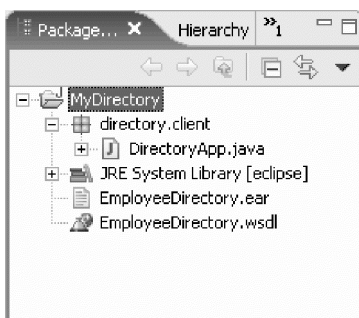 Package... Hierarchy »1
MyDirectory
directory.client
J DirectoryApp.java
JRE System Library [eclipse]
EmployeeDirectory.ear
EmployeeDirectory.wsdl